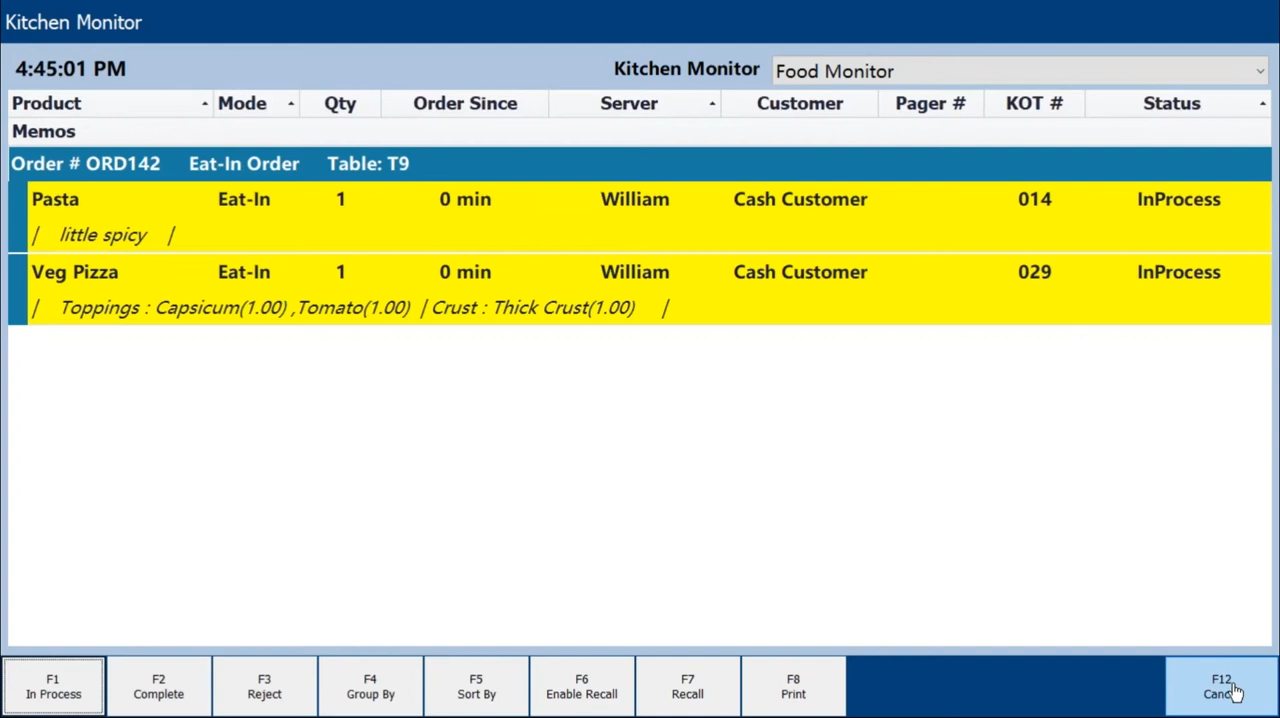 Kitchen Monitor
4:45:01 PM Kitchen Monitor Food Monitor
Product Mode Qty Order Since Server Customer Pager # KOT # Status
Memos
Order # ORD142 Eat-In Order Table: T9
Pasta Eat-In 1 0 min William Cash Customer 014 InProcess
| little spicy |
Veg Pizza Eat-In 1 0 min William Cash Customer 029 InProcess
| Toppings : Capsicum(1.00) ,Tomato(1.00) | Crust : Thick Crust(1.00) |
F1 F2 F3 F4 F5 F6 F7 F8 F12
In Process Complete Reject Group By Sort By Enable Recall Recall Print